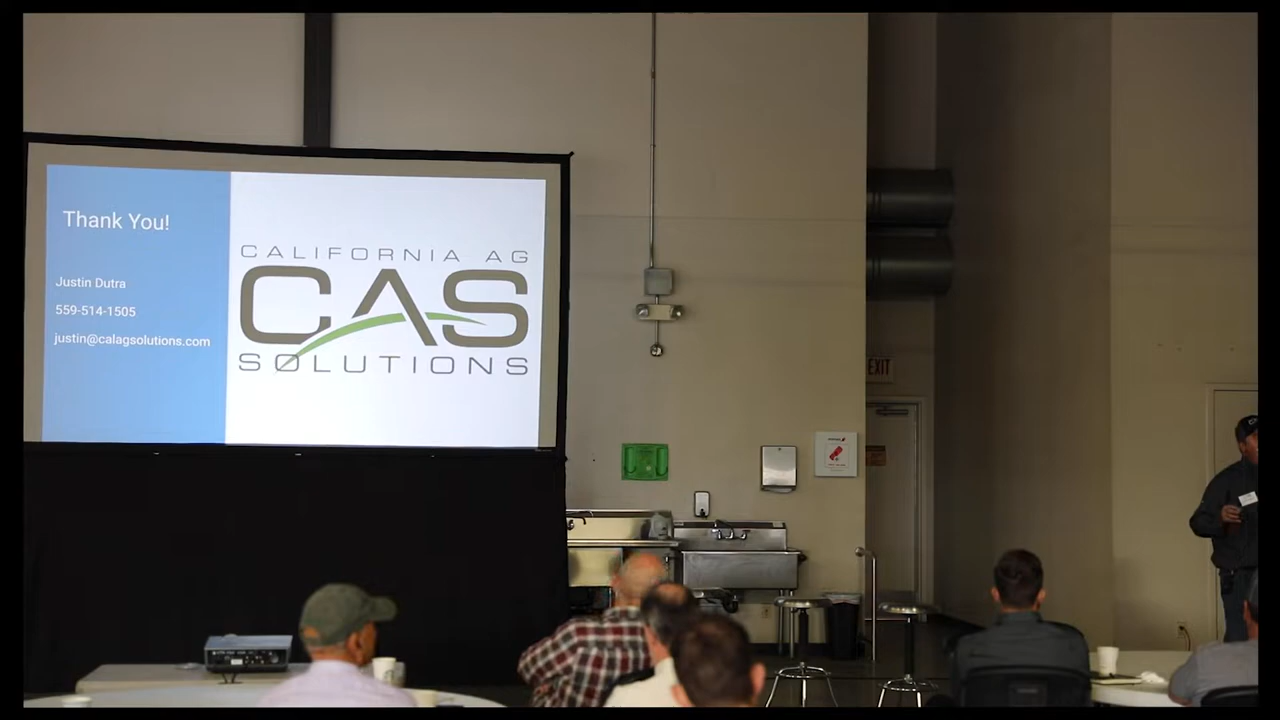 Thank You!
Justin Dutra
559-514-1505
justin@calagsolutions.com
CALIFORNIA AG
CAS
SOLUTIONS
EXIT